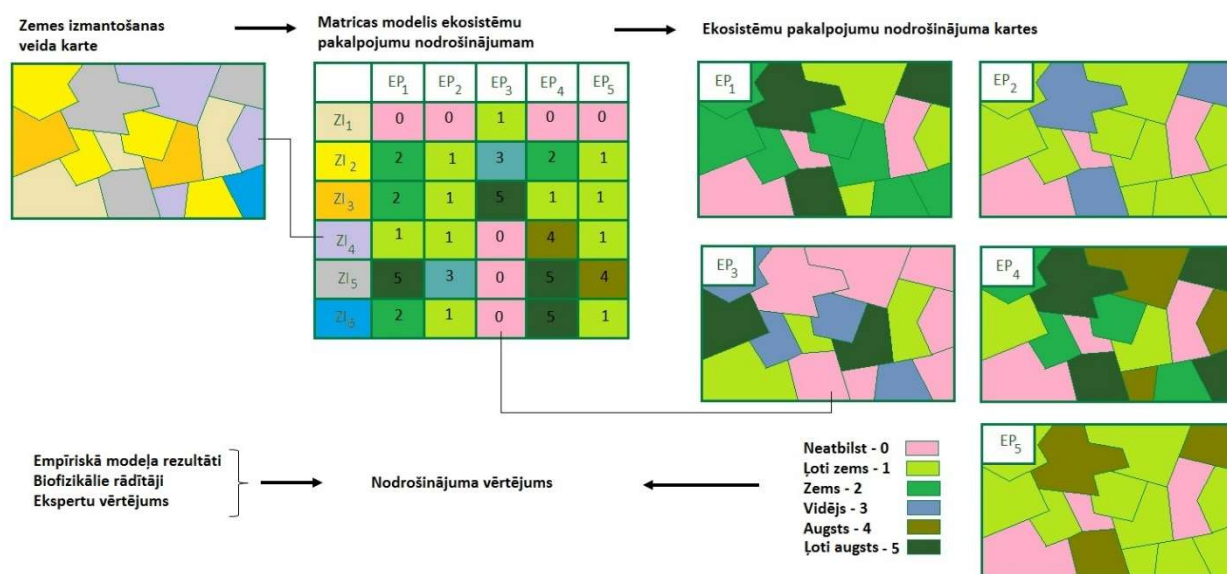 Zemes izmantošanas
veida karte
Matricas modelis ekosistēmu
pakalpojumu nodrošinājumam
Ekosistēmu pakalpojumu nodrošinājuma kartes
EP1 EP2 EP3 EP4 EP5
ZI1 0 0 1 0 0
ZI2 2 1 3 2 1
ZI3 2 1 5 1 1
ZI4 1 1 0 4 1
ZI5 5 3 0 5 4
ZI5 2 1 0 5 1
EP1
EP2
EP3
EP4
EP5
Empīriskā modeļa rezultāti
Biofizikālie rādītāji
Ekspertu vērtējums
Nodrošinājuma vērtējums
Neatbilst - 0
Ļoti zems - 1
Zems - 2
Vidējs - 3
Augsts - 4
Ļoti augsts - 5